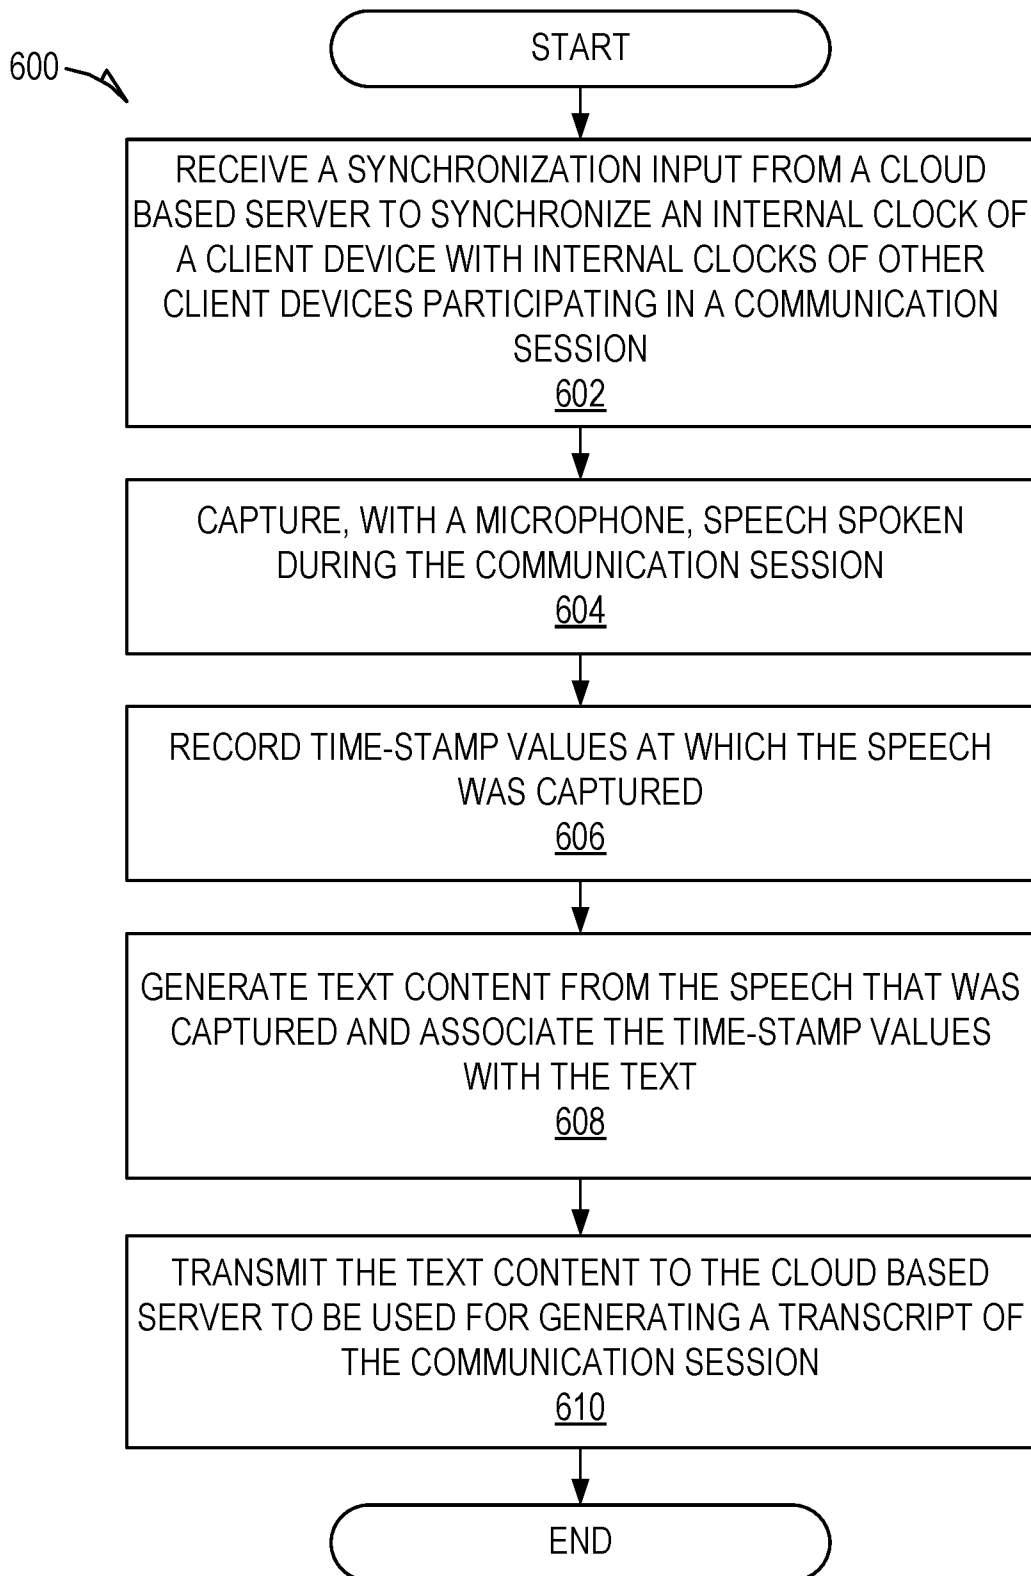 START
600
RECEIVE A SYNCHRONIZATION INPUT FROM A CLOUD
BASED SERVER TO SYNCHRONIZE AN INTERNAL CLOCK OF
A CLIENT DEVICE WITH INTERNAL CLOCKS OF OTHER
CLIENT DEVICES PARTICIPATING IN A COMMUNICATION
SESSION
602
CAPTURE, WITH A MICROPHONE, SPEECH SPOKEN
DURING THE COMMUNICATION SESSION
604
RECORD TIME-STAMP VALUES AT WHICH THE SPEECH
WAS CAPTURED
606
GENERATE TEXT CONTENT FROM THE SPEECH THAT WAS
CAPTURED AND ASSOCIATE THE TIME-STAMP VALUES
WITH THE TEXT
608
TRANSMIT THE TEXT CONTENT TO THE CLOUD BASED
SERVER TO BE USED FOR GENERATING A TRANSCRIPT OF
THE COMMUNICATION SESSION
610
END